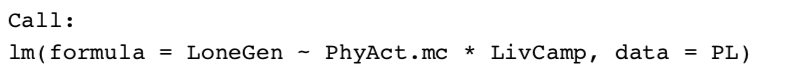 Call:
lm(formula = LoneGen ~ PhyAct.mc * LivCamp, data = PL)